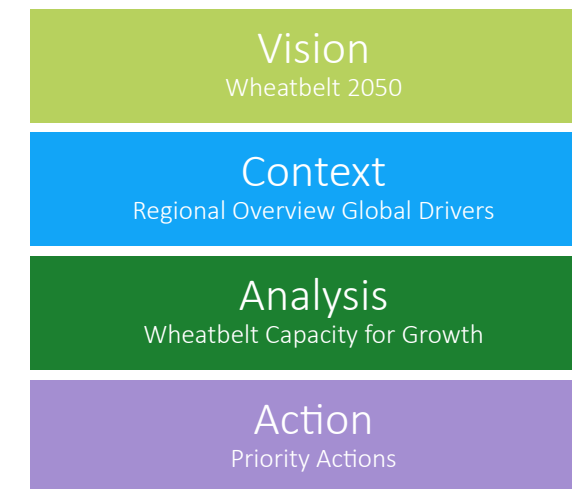 Vision
Wheatbelt 2050
Context
Regional Overview Global Drivers
Analysis
Wheatbelt Capacity for Growth
Action
Priority Actions